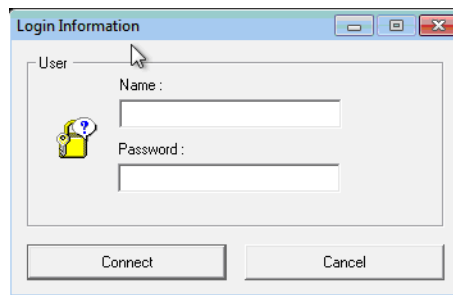 Login Information
User
Name :
Password :
Connect Cancel